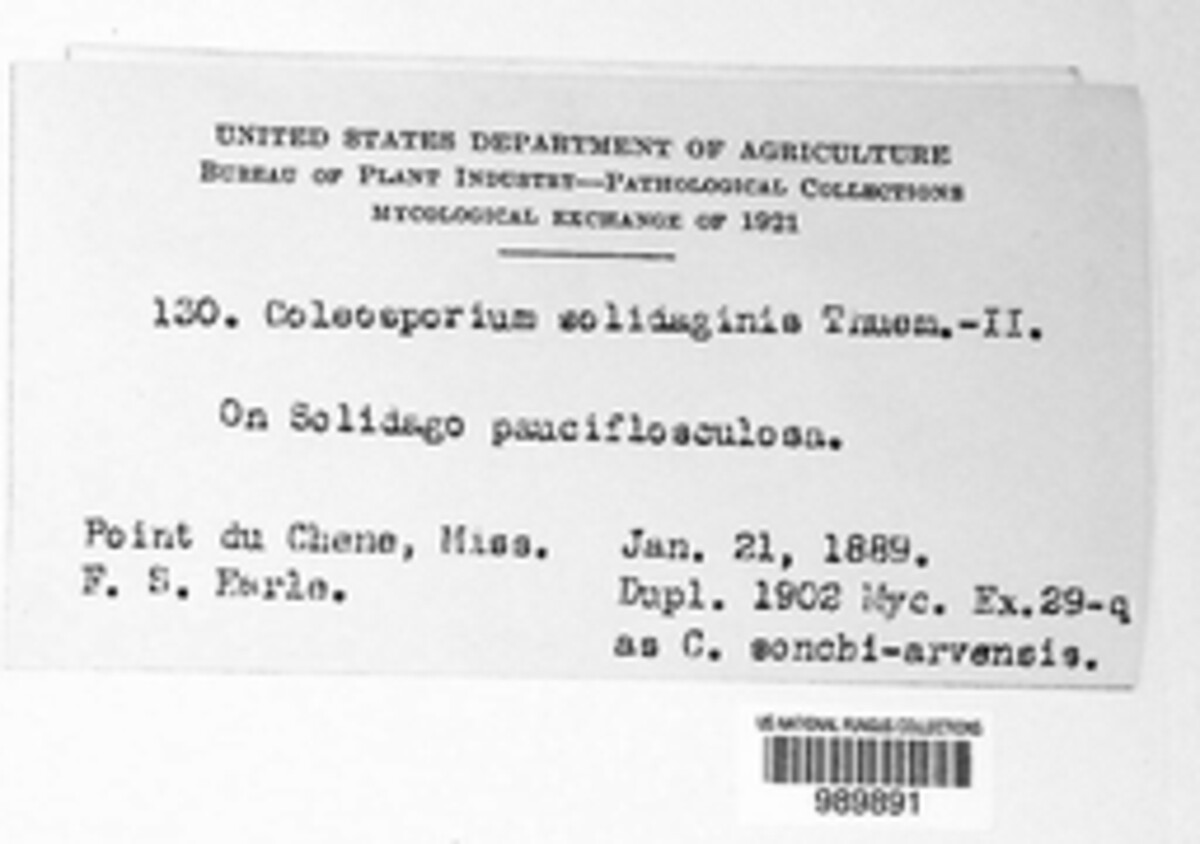 UNITED STATES DEPARTMENT OF AGRICULTURE
BUREAU OF PLANT INDUSTRY—PATHOLOGICAL COLLECTIONS
MYCOLOGICAL EXCHANGE OF 1921
130. Coleosporium solidaginis Thuem.-II.
On Solidago pauciflosculosa.
Point du Chene, Miss. Jan. 21, 1889.
F. S. Earle. Dupl. 1902 Myc. Ex.29-q
as C. sonchi-arvensis.
US NATIONAL FUNGUS COLLECTIONS
989891